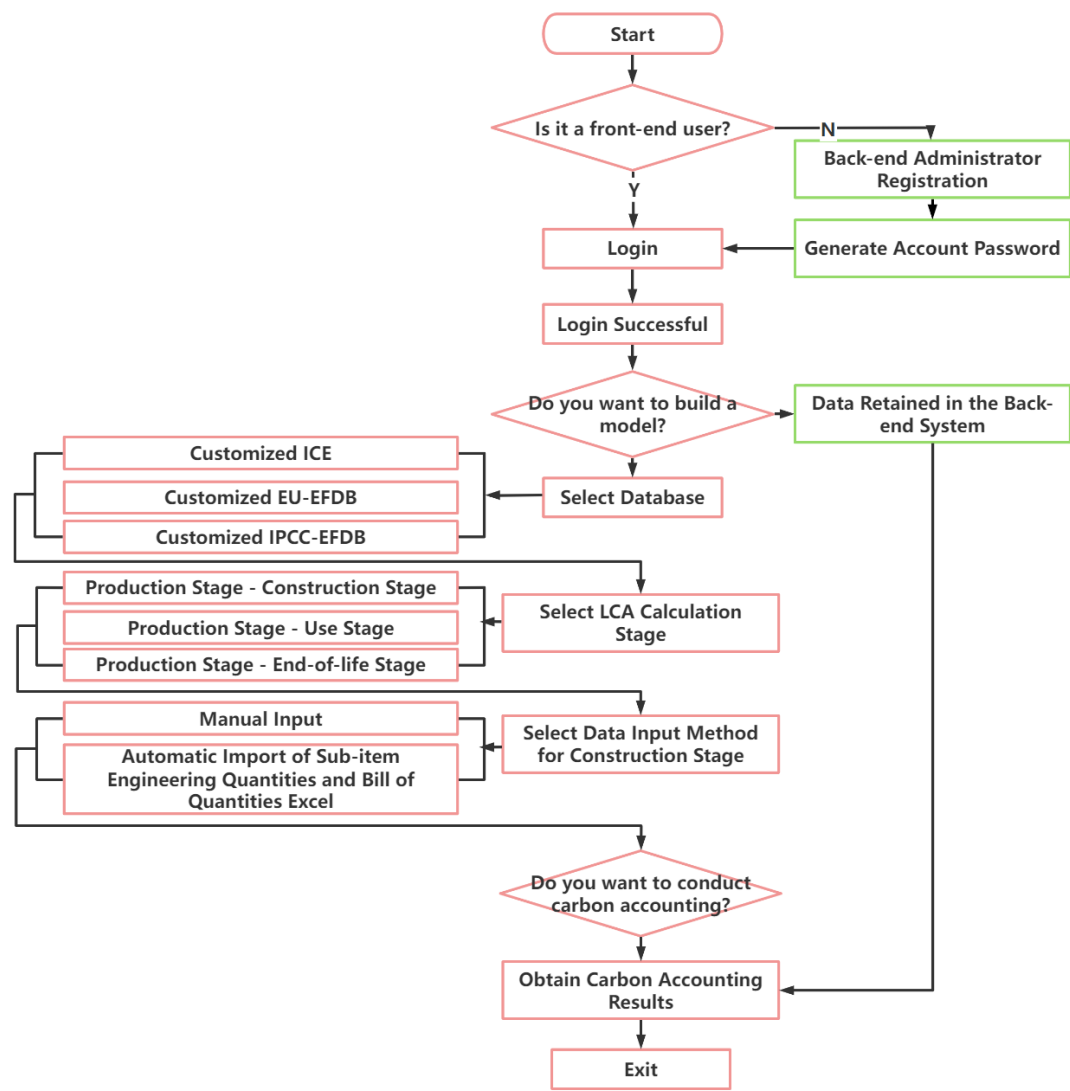 Start
Is it a front-end user?
N
Y
Back-end Administrator
Registration
Login
Generate Account Password
Login Successful
Do you want to build a
model?
Data Retained in the Back-
end System
Customized ICE
Customized EU-EFDB
Customized IPCC-EFDB
Select Database
Production Stage - Construction Stage
Production Stage - Use Stage
Production Stage - End-of-life Stage
Select LCA Calculation
Stage
Manual Input
Automatic Import of Sub-item
Engineering Quantities and Bill of
Quantities Excel
Select Data Input Method
for Construction Stage
Do you want to conduct
carbon accounting?
Obtain Carbon Accounting
Results
Exit